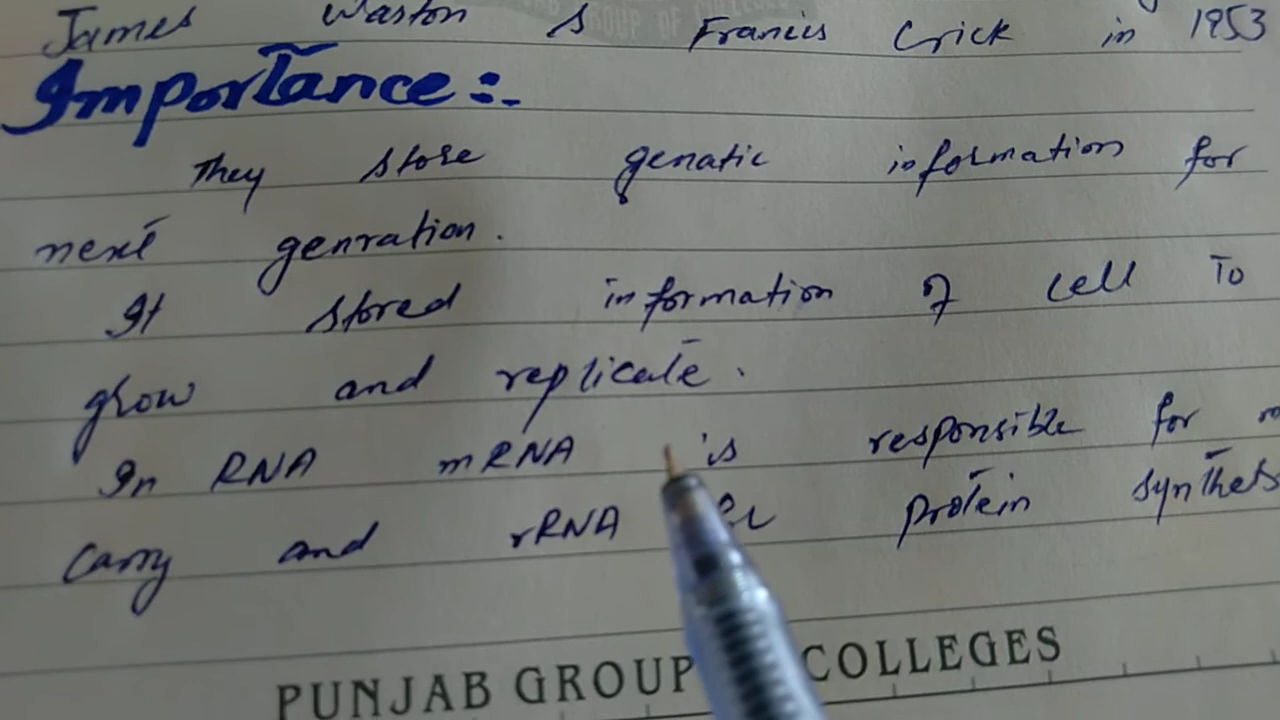 James Waston & Francis Crick in 1953
Importance:-
They store genatic information for
next genration.
It stored information of cell To
grow and replicate.
In RNA mRNA is responsible for
carry and rRNA protein synthes
PUNJAB GROUP COLLEGES